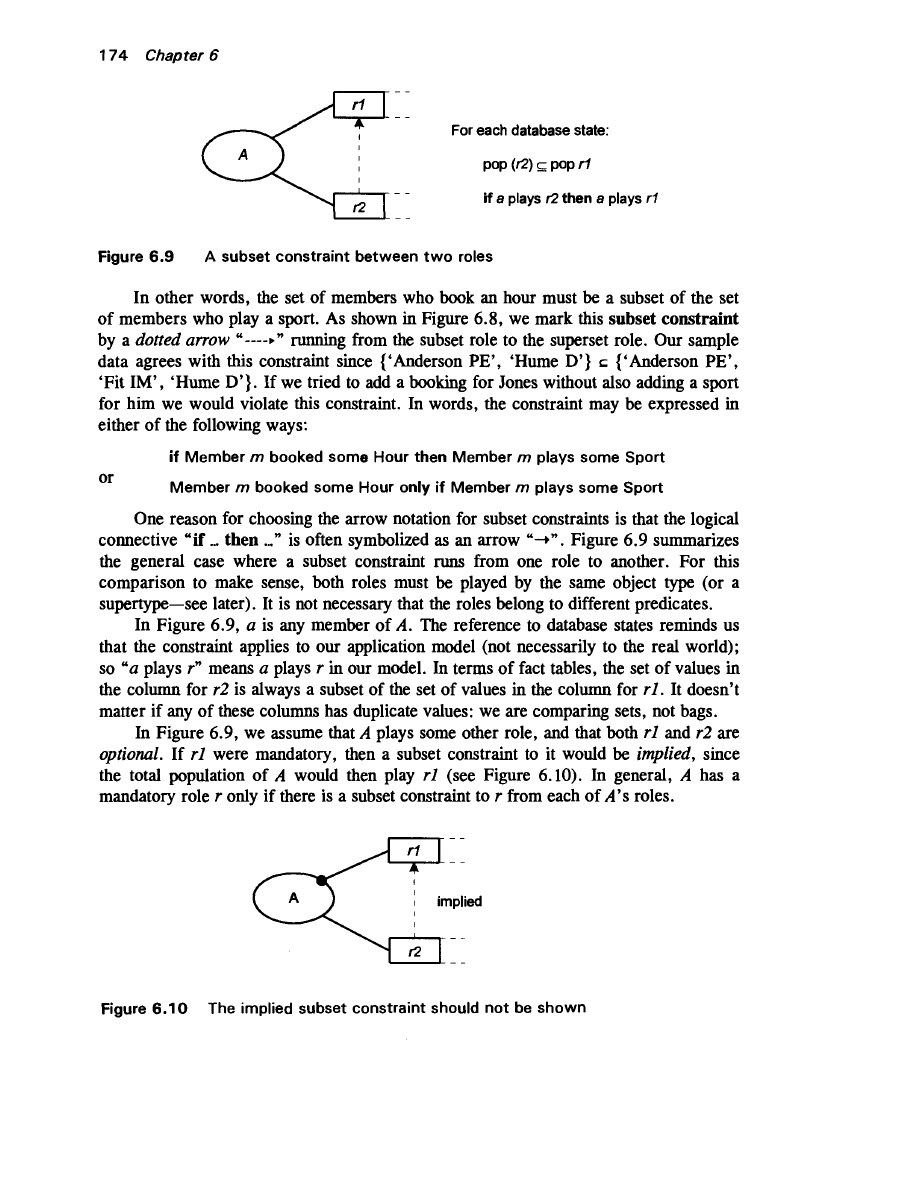 174 Chapter 6
r1
A
r2
For each database state:
pop (r2) ⊆ pop r1
if a plays r2 then a plays r1
Figure 6.9 A subset constraint between two roles
In other words, the set of members who book an hour must be a subset of the set
of members who play a sport. As shown in Figure 6.8, we mark this subset constraint
by a dotted arrow “----▸” running from the subset role to the superset role. Our sample
data agrees with this constraint since {‘Anderson PE’, ‘Hume D’} ⊆ {‘Anderson PE’,
‘Fit IM’, ‘Hume D’}. If we tried to add a booking for Jones without also adding a sport
for him we would violate this constraint. In words, the constraint may be expressed in
either of the following ways:
if Member m booked some Hour then Member m plays some Sport
or
Member m booked some Hour only if Member m plays some Sport
One reason for choosing the arrow notation for subset constraints is that the logical
connective “if ... then ...” is often symbolized as an arrow “→”. Figure 6.9 summarizes
the general case where a subset constraint runs from one role to another. For this
comparison to make sense, both roles must be played by the same object type (or a
supertype—see later). It is not necessary that the roles belong to different predicates.
In Figure 6.9, a is any member of A. The reference to database states reminds us
that the constraint applies to our application model (not necessarily to the real world);
so “a plays r” means a plays r in our model. In terms of fact tables, the set of values in
the column for r2 is always a subset of the set of values in the column for r1. It doesn’t
matter if any of these columns has duplicate values: we are comparing sets, not bags.
In Figure 6.9, we assume that A plays some other role, and that both r1 and r2 are
optional. If r1 were mandatory, then a subset constraint to it would be implied, since
the total population of A would then play r1 (see Figure 6.10). In general, A has a
mandatory role r only if there is a subset constraint to r from each of A’s roles.
r1
A
implied
r2
Figure 6.10 The implied subset constraint should not be shown